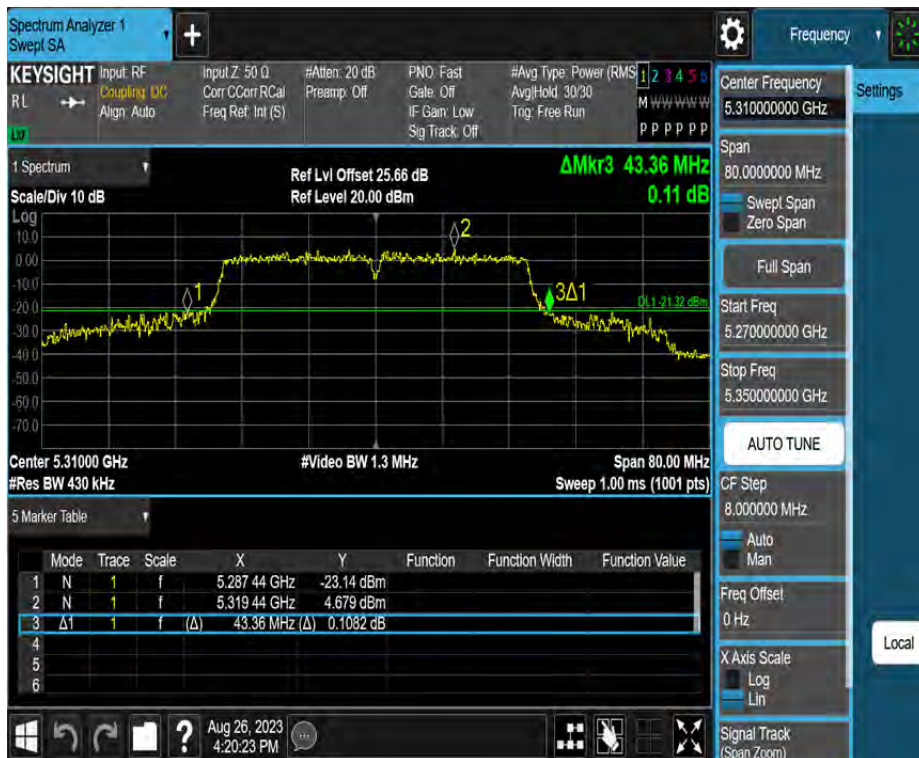 Spectrum Analyzer 1
Swept SA
+
Frequency
KEYSIGHT
RL
LXI
Input: RF
Coupling: DC
Align: Auto
Input Z: 50 Ω
Corr CCorr RCal
Freq Ref: Int (S)
#Atten: 20 dB
Preamp: Off
PNO: Fast
Gate: Off
IF Gain: Low
Sig Track: Off
#Avg Type: Power (RMS
Avg|Hold: 30/30
Trig: Free Run
1 2 3 4 5 6
M W W W W W
P P P P P P
1 Spectrum
Scale/Div 10 dB
Ref Lvl Offset 25.66 dB
Ref Level 20.00 dBm
ΔMkr3 43.36 MHz
0.11 dB
Log
10.0
0.00
-10.0
-20.0
-30.0
-40.0
-50.0
-60.0
-70.0
1
2
3Δ1
DL1 -21.32 dBm
Center 5.31000 GHz
#Video BW 1.3 MHz
Span 80.00 MHz
#Res BW 430 kHz
Sweep 1.00 ms (1001 pts)
5 Marker Table
Mode Trace Scale X Y Function Function Width Function Value
1 N 1 f 5.287 44 GHz -23.14 dBm
2 N 1 f 5.319 44 GHz 4.679 dBm
3 Δ1 1 f (Δ) 43.36 MHz (Δ) 0.1082 dB
4
5
6
?
Aug 26, 2023
4:20:23 PM
Center Frequency
5.310000000 GHz
Span
80.0000000 MHz
Swept Span
Zero Span
Full Span
Start Freq
5.270000000 GHz
Stop Freq
5.350000000 GHz
AUTO TUNE
CF Step
8.000000 MHz
Auto
Man
Freq Offset
0 Hz
X Axis Scale
Log
Lin
Signal Track
(Span Zoom)
Settings
Local